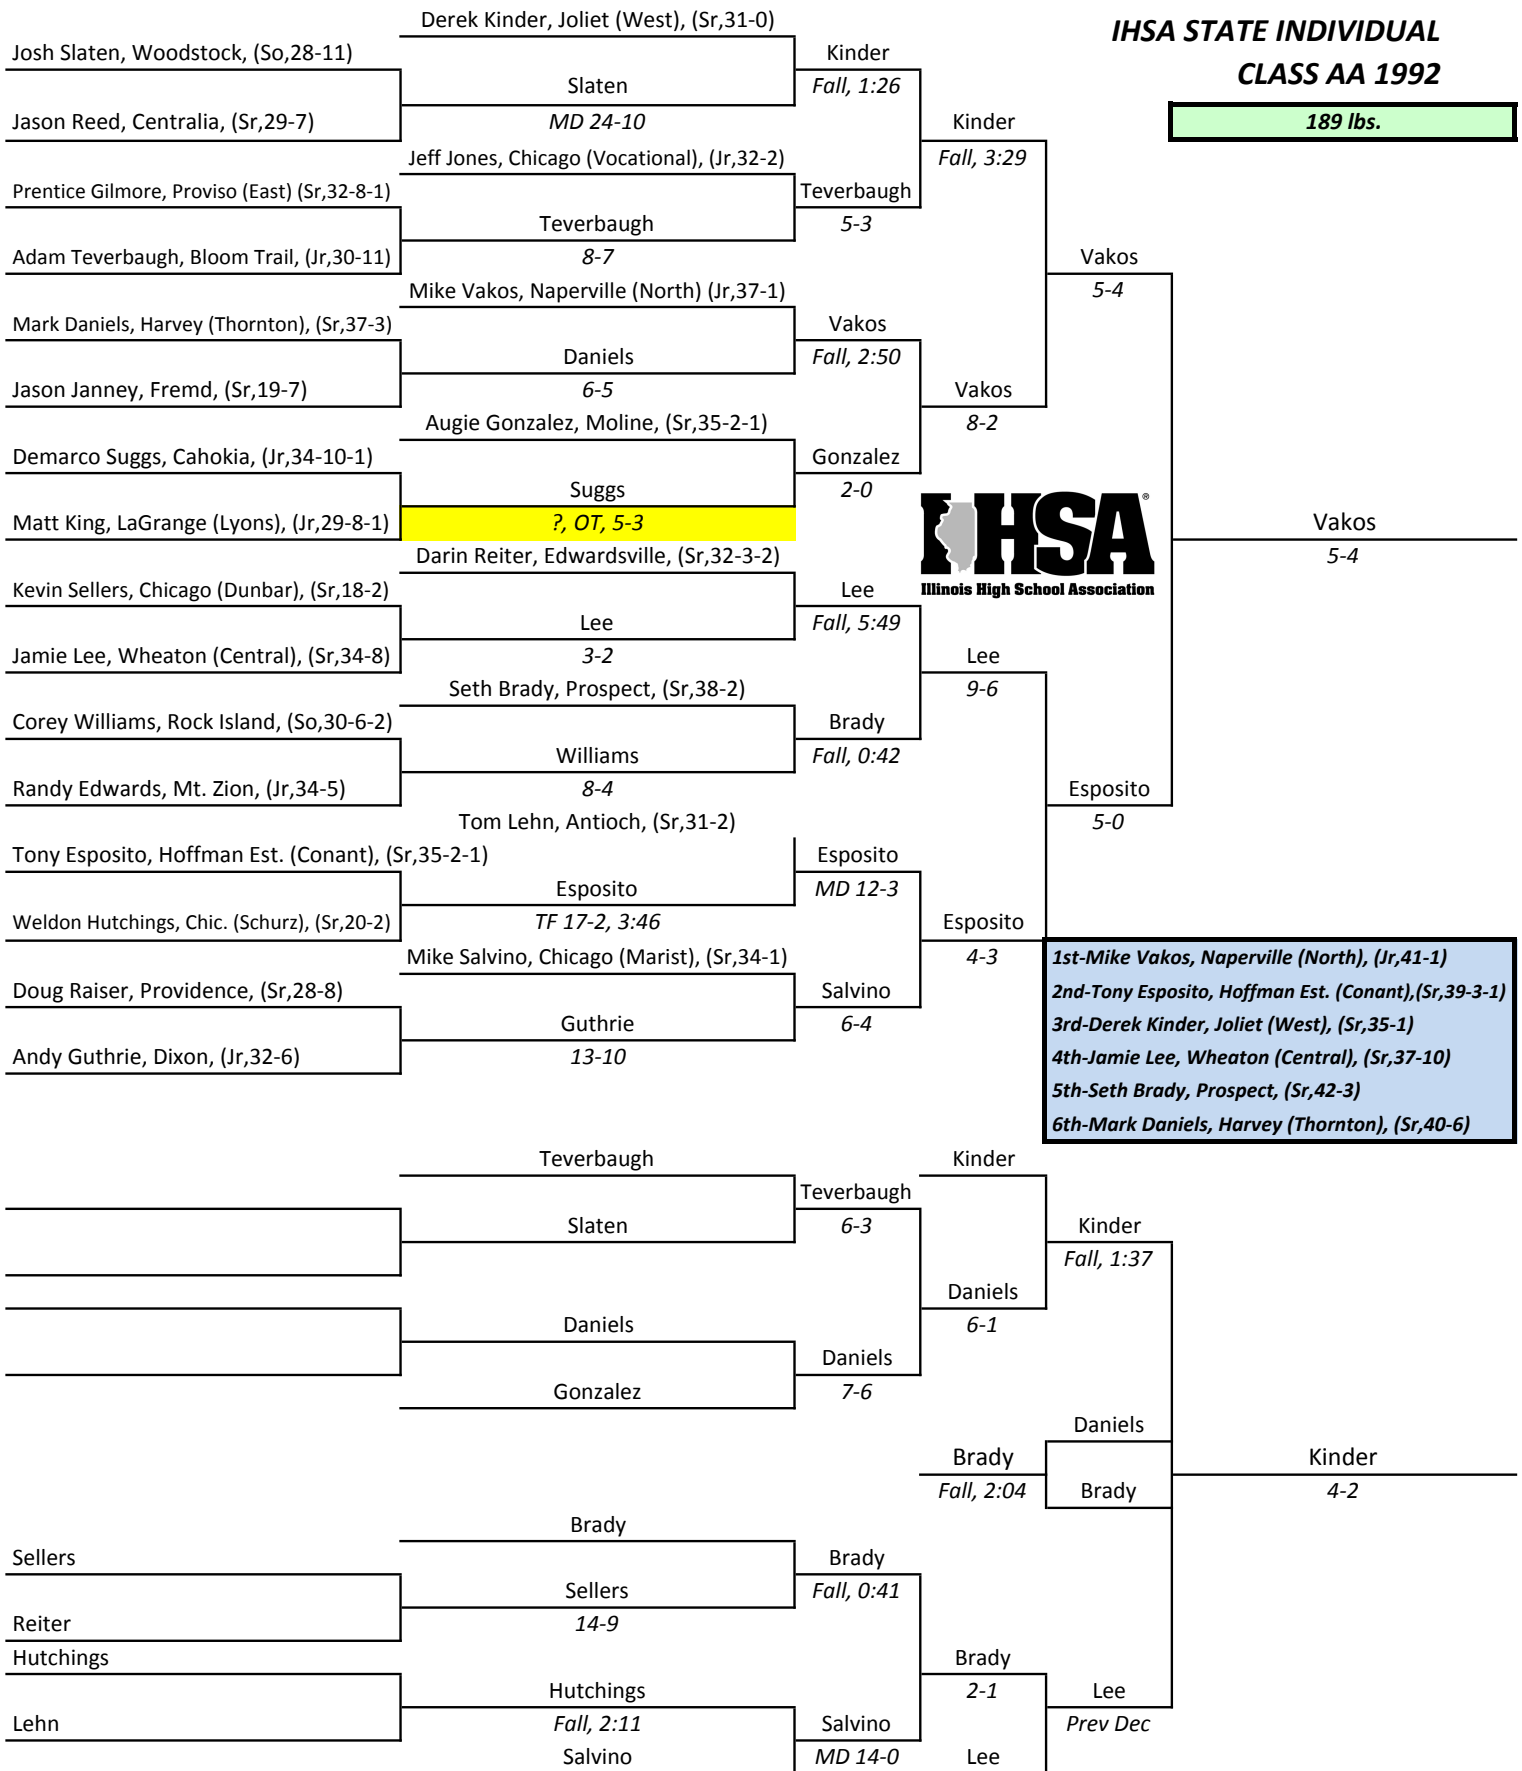 Derek Kinder, Joliet (West), (Sr,31-0)
IHSA STATE INDIVIDUAL
Josh Slaten, Woodstock, (So,28-11)
Kinder
CLASS AA 1992
Slaten
Fall, 1:26
Jason Reed, Centralia, (Sr,29-7)
MD 24-10
Kinder
189 lbs.
Jeff Jones, Chicago (Vocational), (Jr,32-2)
Fall, 3:29
Prentice Gilmore, Proviso (East) (Sr,32-8-1)
Teverbaugh
Teverbaugh
5-3
Adam Teverbaugh, Bloom Trail, (Jr,30-11)
8-7
Vakos
Mike Vakos, Naperville (North) (Jr,37-1)
5-4
Mark Daniels, Harvey (Thornton), (Sr,37-3)
Vakos
Daniels
Fall, 2:50
Jason Janney, Fremd, (Sr,19-7)
6-5
Vakos
Augie Gonzalez, Moline, (Sr,35-2-1)
8-2
Demarco Suggs, Cahokia, (Jr,34-10-1)
Gonzalez
Suggs
2-0
IHSA®
Matt King, LaGrange (Lyons), (Jr,29-8-1)
?, OT, 5-3
Vakos
Darin Reiter, Edwardsville, (Sr,32-3-2)
5-4
Kevin Sellers, Chicago (Dunbar), (Sr,18-2)
Lee
Illinois High School Association
Lee
Fall, 5:49
Jamie Lee, Wheaton (Central), (Sr,34-8)
3-2
Lee
Seth Brady, Prospect, (Sr,38-2)
9-6
Corey Williams, Rock Island, (So,30-6-2)
Brady
Williams
Fall, 0:42
Randy Edwards, Mt. Zion, (Jr,34-5)
8-4
Esposito
Tom Lehn, Antioch, (Sr,31-2)
5-0
Tony Esposito, Hoffman Est. (Conant), (Sr,35-2-1)
Esposito
Esposito
MD 12-3
Weldon Hutchings, Chic. (Schurz), (Sr,20-2)
TF 17-2, 3:46
Esposito
Mike Salvino, Chicago (Marist), (Sr,34-1)
4-3
1st-Mike Vakos, Naperville (North), (Jr,41-1)
Doug Raiser, Providence, (Sr,28-8)
Salvino
2nd-Tony Esposito, Hoffman Est. (Conant),(Sr,39-3-1)
Guthrie
6-4
3rd-Derek Kinder, Joliet (West), (Sr,35-1)
Andy Guthrie, Dixon, (Jr,32-6)
13-10
4th-Jamie Lee, Wheaton (Central), (Sr,37-10)
5th-Seth Brady, Prospect, (Sr,42-3)
6th-Mark Daniels, Harvey (Thornton), (Sr,40-6)
Teverbaugh
Kinder
Teverbaugh
Slaten
6-3
Kinder
Fall, 1:37
Daniels
Daniels
6-1
Daniels
Gonzalez
7-6
Daniels
Brady
Kinder
Fall, 2:04
Brady
4-2
Brady
Sellers
Brady
Sellers
Fall, 0:41
Reiter
14-9
Hutchings
Brady
Hutchings
2-1
Lee
Lehn
Fall, 2:11
Salvino
Prev Dec
Salvino
MD 14-0
Lee